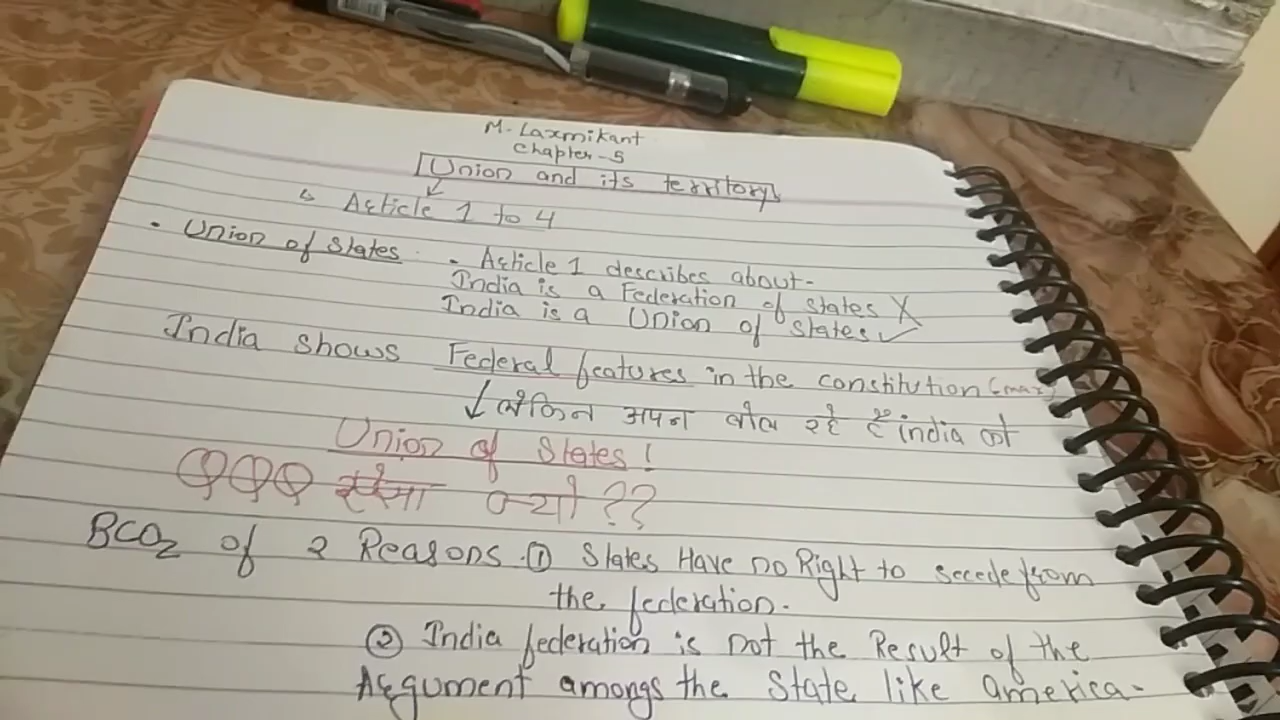 M. Laxmikant
Chapter - 5
Union and its territory
↳ Article 1 to 4
• Union of States - • Article 1 describes about -
India is a Federation of states X
India is a Union of states ✓
India shows Federal features in the constitution (max)
↓ लेकिन अपन बोल रहे है india को
Union of States!
QQQ क्यो ??
BCOZ of 2 Reasons ① States Have no Right to secede from
the federation.
② India federation is not the Result of the
Argument amongs the State like america -